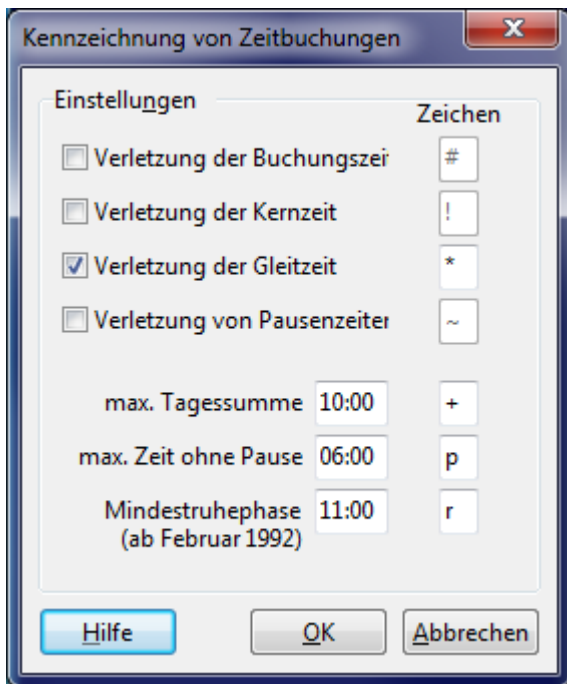 Kennzeichnung von Zeitbuchungen
Einstellungen
Zeichen
Verletzung der Buchungszei #
Verletzung der Kernzeit !
Verletzung der Gleitzeit *
Verletzung von Pausenzeiter ~
max. Tagessumme 10:00 +
max. Zeit ohne Pause 06:00 p
Mindestruhephase 11:00 r
(ab Februar 1992)
Hilfe OK Abbrechen